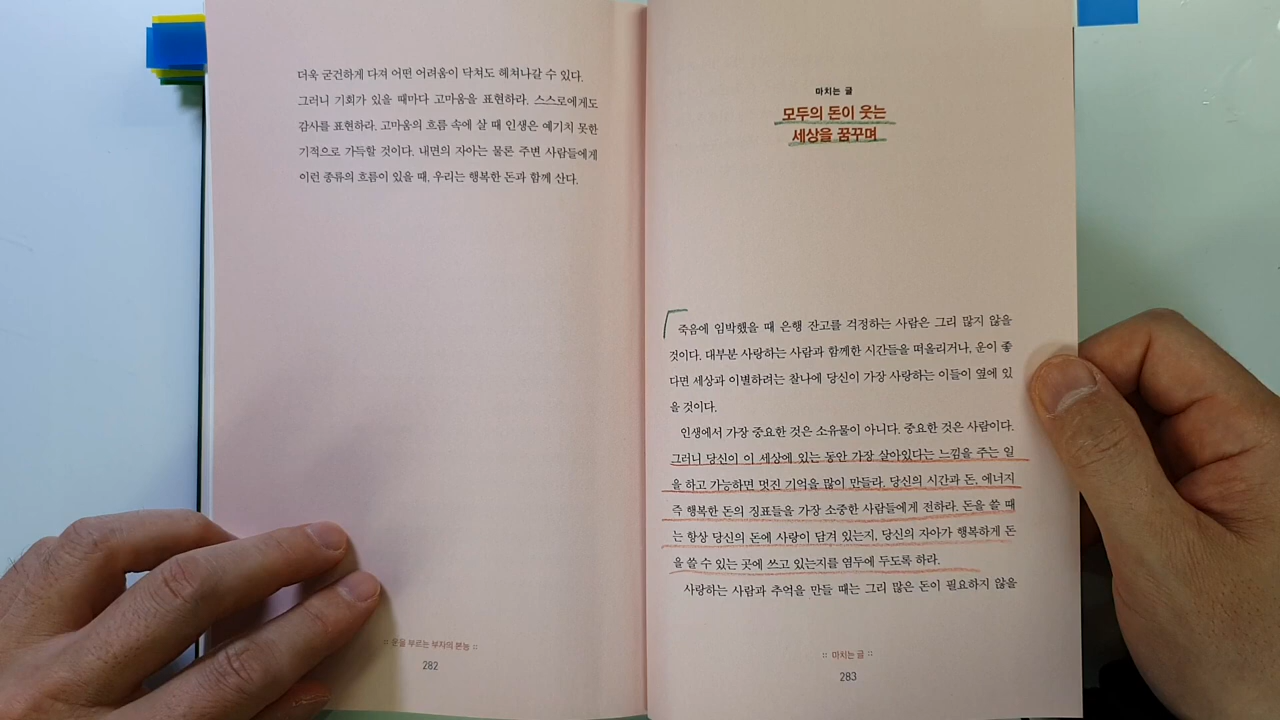 더욱 굳건하게 다져 어떤 어려움이 닥쳐도 헤쳐나갈 수 있다.
그러니 기회가 있을 때마다 고마움을 표현하라. 스스로에게도
감사를 표현하라. 고마움의 흐름 속에 살 때 인생은 예기치 못한
기적으로 가득할 것이다. 내면의 자아는 물론 주변 사람들에게
이런 종류의 흐름이 있을 때, 우리는 행복한 돈과 함께 산다.
:: 운을 부르는 부자의 본능 ::
282
마치는 글
모두의 돈이 웃는
세상을 꿈꾸며
죽음에 임박했을 때 은행 잔고를 걱정하는 사람은 그리 많지 않을
것이다. 대부분 사랑하는 사람과 함께한 시간들을 떠올리거나, 운이 좋
다면 세상과 이별하려는 찰나에 당신이 가장 사랑하는 이들이 옆에 있
을 것이다.
인생에서 가장 중요한 것은 소유물이 아니다. 중요한 것은 사람이다.
그러니 당신이 이 세상에 있는 동안 가장 살아있다는 느낌을 주는 일
을 하고 가능하면 멋진 기억을 많이 만들라. 당신의 시간과 돈, 에너지
즉 행복한 돈의 징표들을 가장 소중한 사람들에게 전하라. 돈을 쓸 때
는 항상 당신의 돈에 사랑이 담겨 있는지, 당신의 자아가 행복하게 돈
을 쓸 수 있는 곳에 쓰고 있는지를 염두에 두도록 하라.
사랑하는 사람과 추억을 만들 때는 그리 많은 돈이 필요하지 않을
:: 마치는 글 ::
283